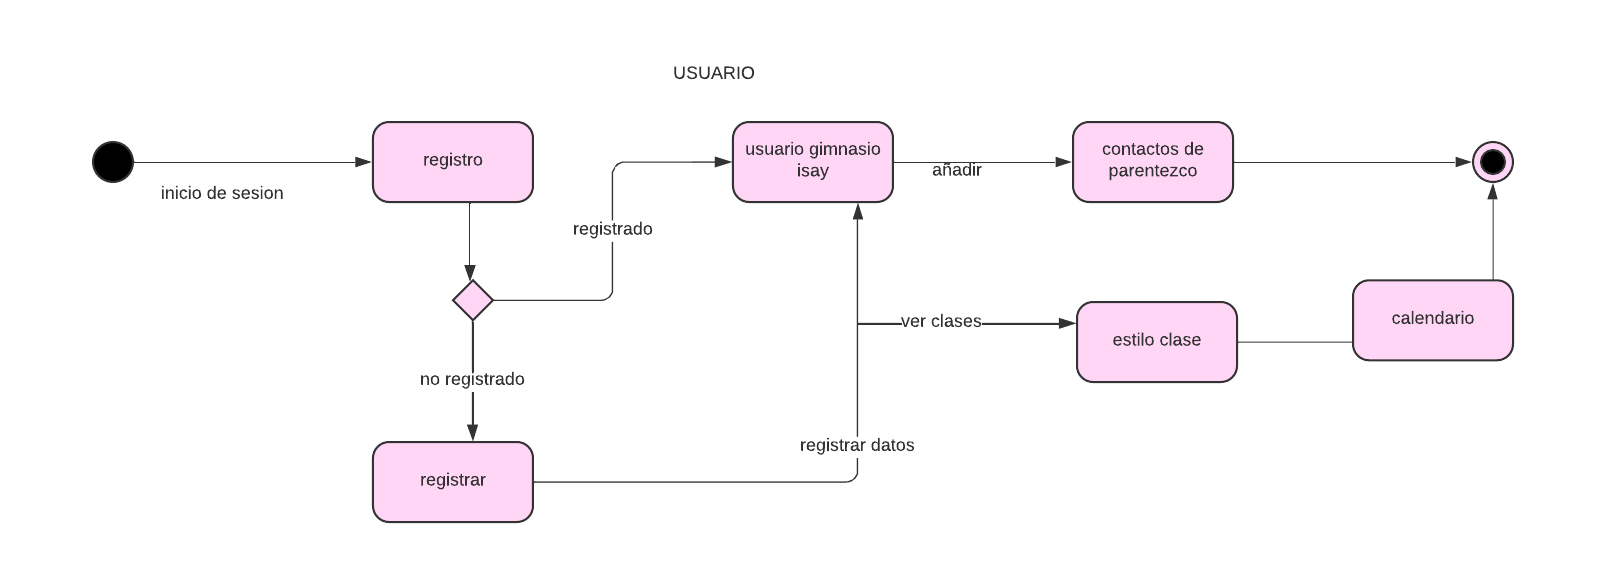 USUARIO
inicio de sesion
registro
registrado
usuario gimnasio
isay
añadir
contactos de
parentezco
no registrado
registrar
registrar datos
ver clases
estilo clase
calendario